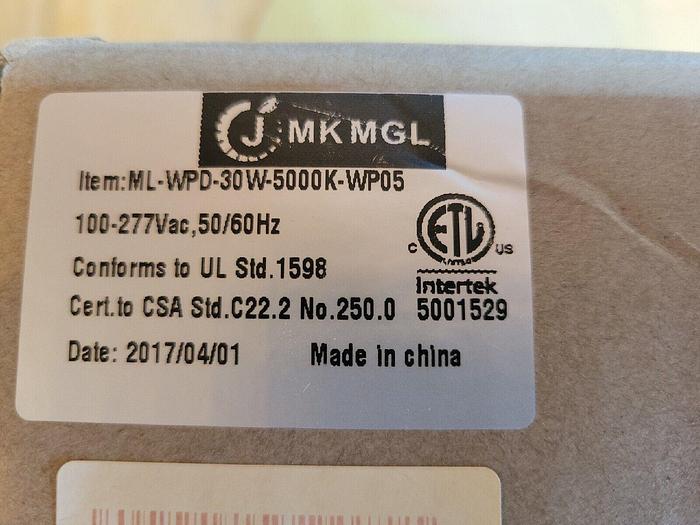 J MKMGL
Item:ML-WPD-30W-5000K-WP05
100-277Vac,50/60Hz
ETL
C US
Conforms to UL Std.1598
Intertek
Cert.to CSA Std.C22.2 No.250.0 5001529
Date: 2017/04/01 Made in china